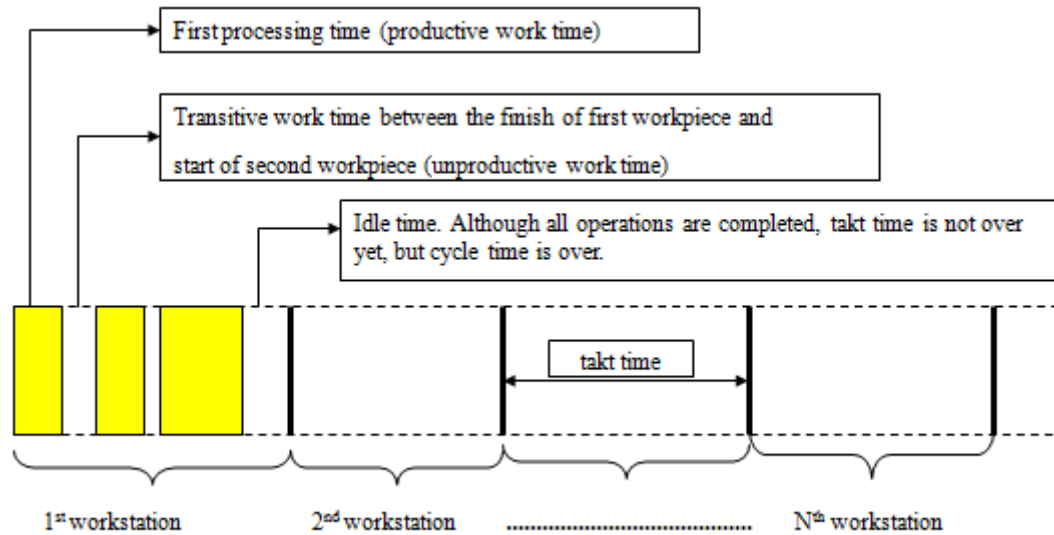 First processing time (productive work time)
Transitive work time between the finish of first workpiece and
start of second workpiece (unproductive work time)
Idle time. Although all operations are completed, takt time is not over
yet, but cycle time is over.
takt time
1st workstation 2nd workstation ........................................... Nth workstation